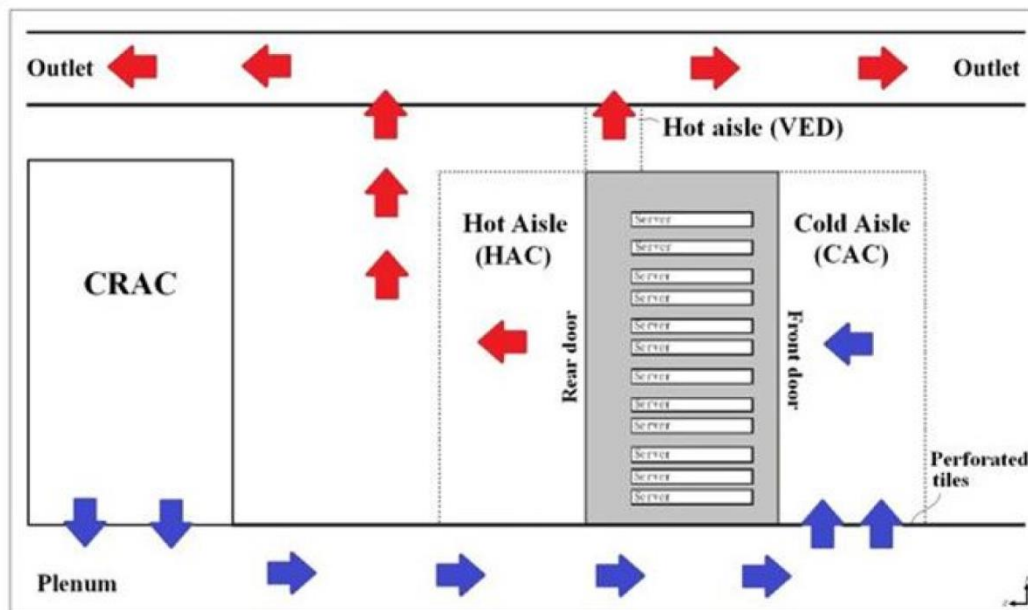 Outlet
Outlet
Hot aisle (VED)
Hot Aisle
(HAC)
Cold Aisle
(CAC)
CRAC
Server
Server
Server
Server
Server
Server
Server
Server
Server
Server
Server
Server
Rear door
Front door
Perforated
tiles
Plenum